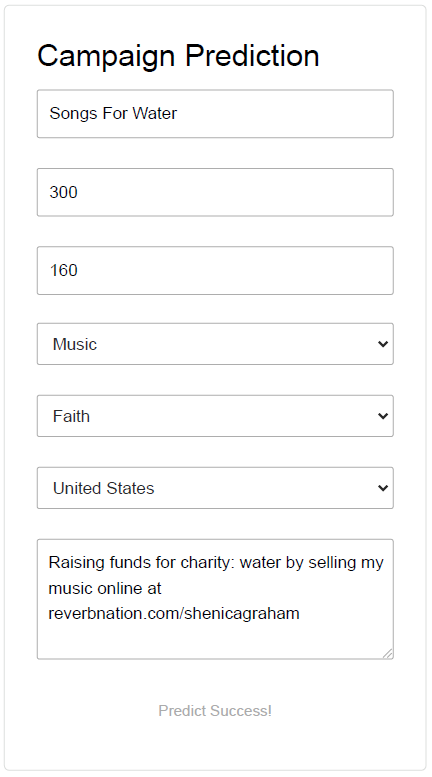 Campaign Prediction
Songs For Water
300
160
Music
Faith
United States
Raising funds for charity: water by selling my
music online at
reverbnation.com/shenicagraham
Predict Success!